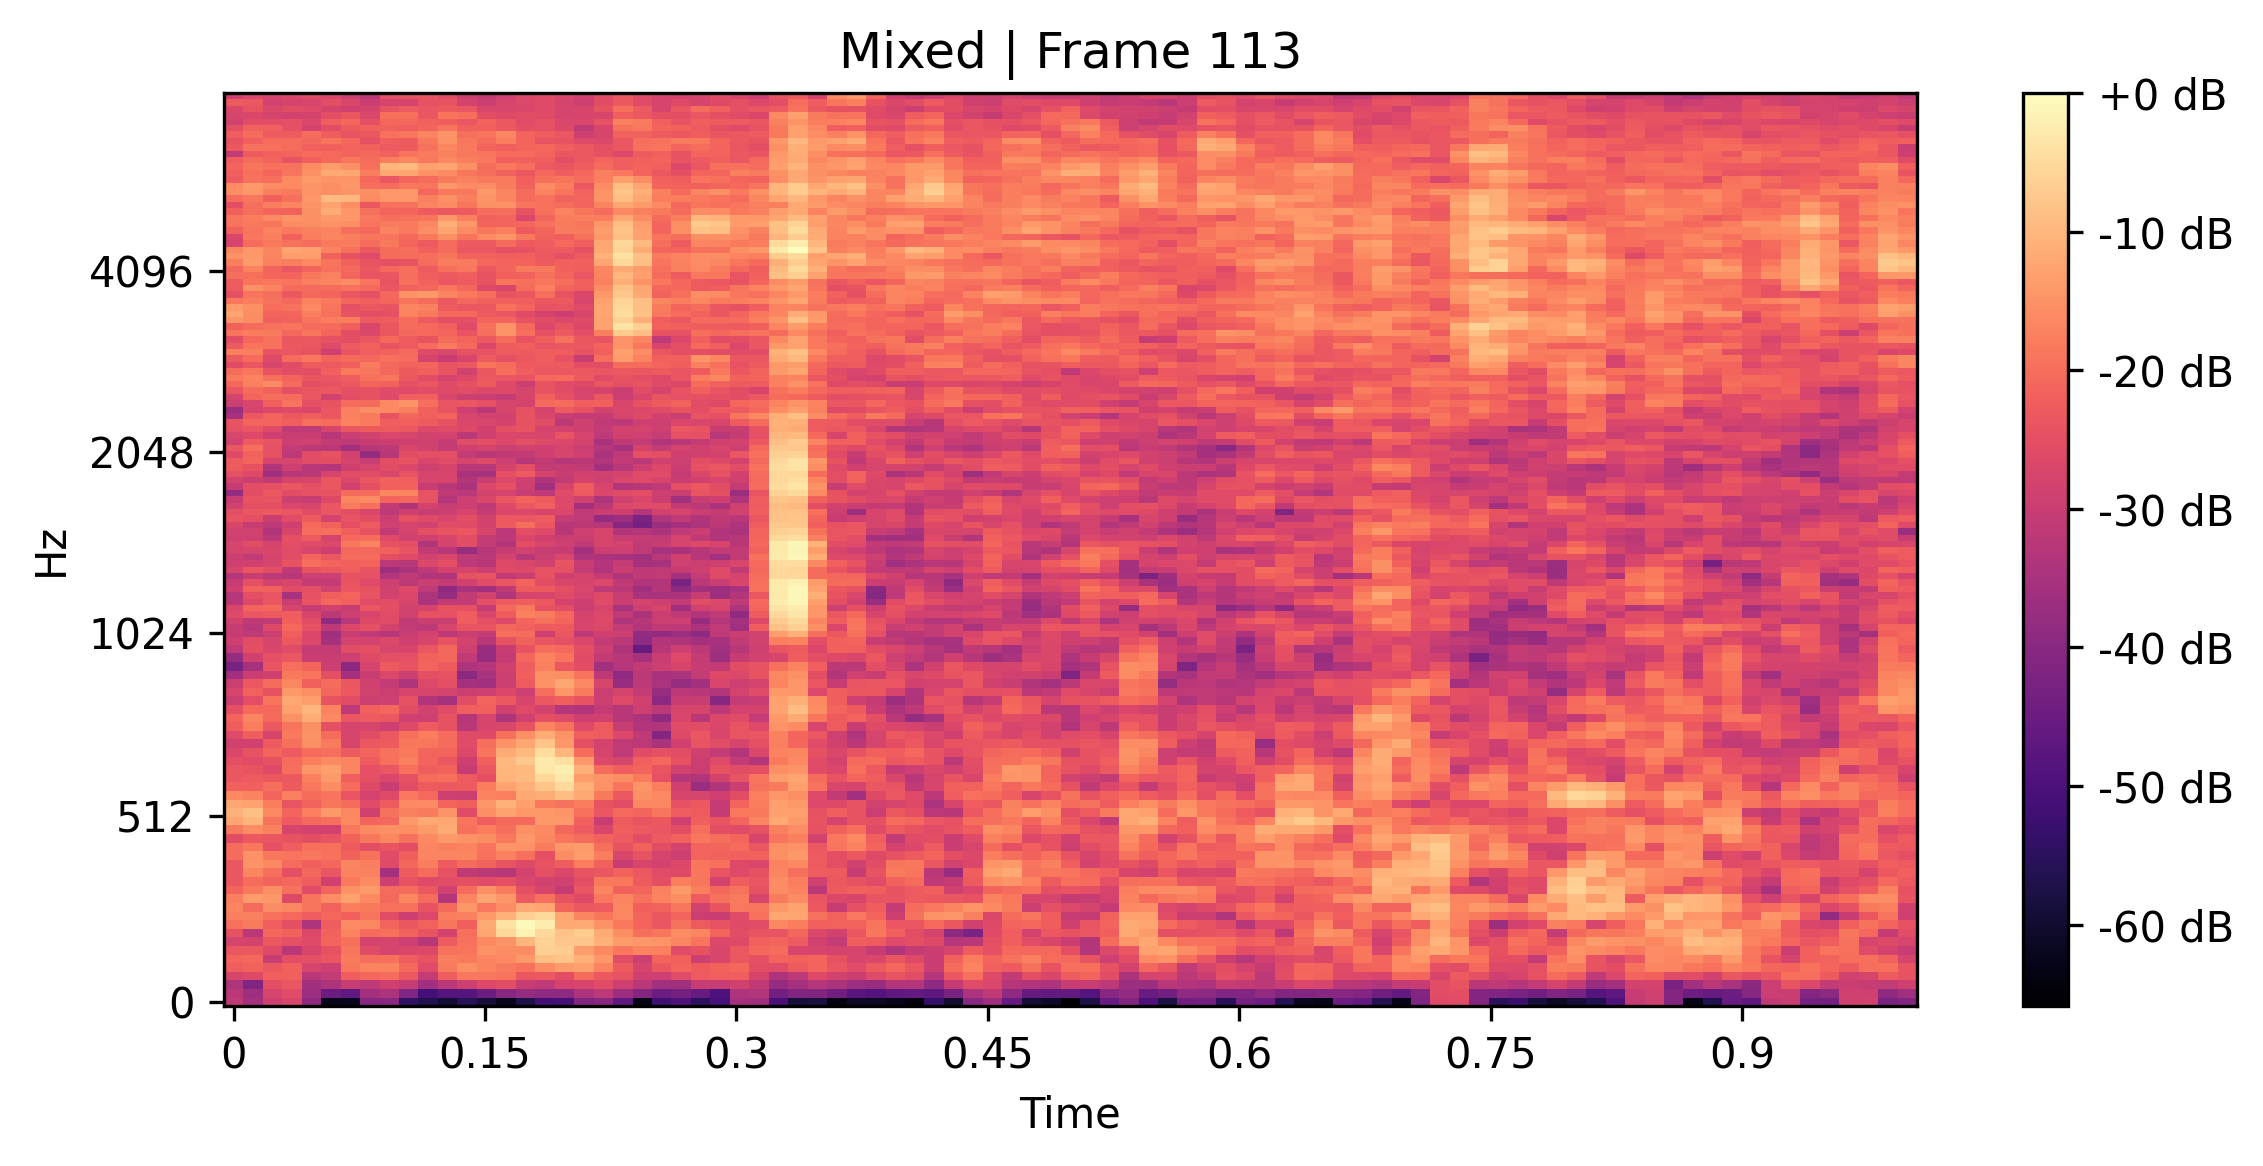 Mixed | Frame 113
+0 dB
-10 dB
-20 dB
-30 dB
-40 dB
-50 dB
-60 dB
Hz
4096
2048
1024
512
0
0 0.15 0.3 0.45 0.6 0.75 0.9
Time